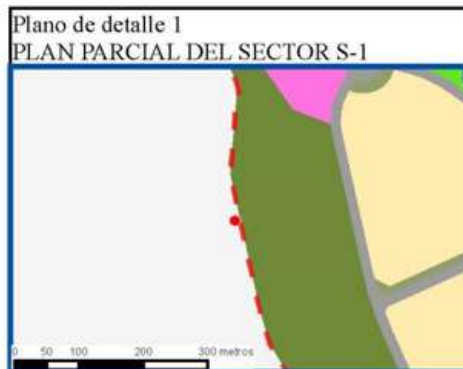 Plano de detalle 1
PLAN PARCIAL DEL SECTOR S-1
0 50 100 200 300 metros